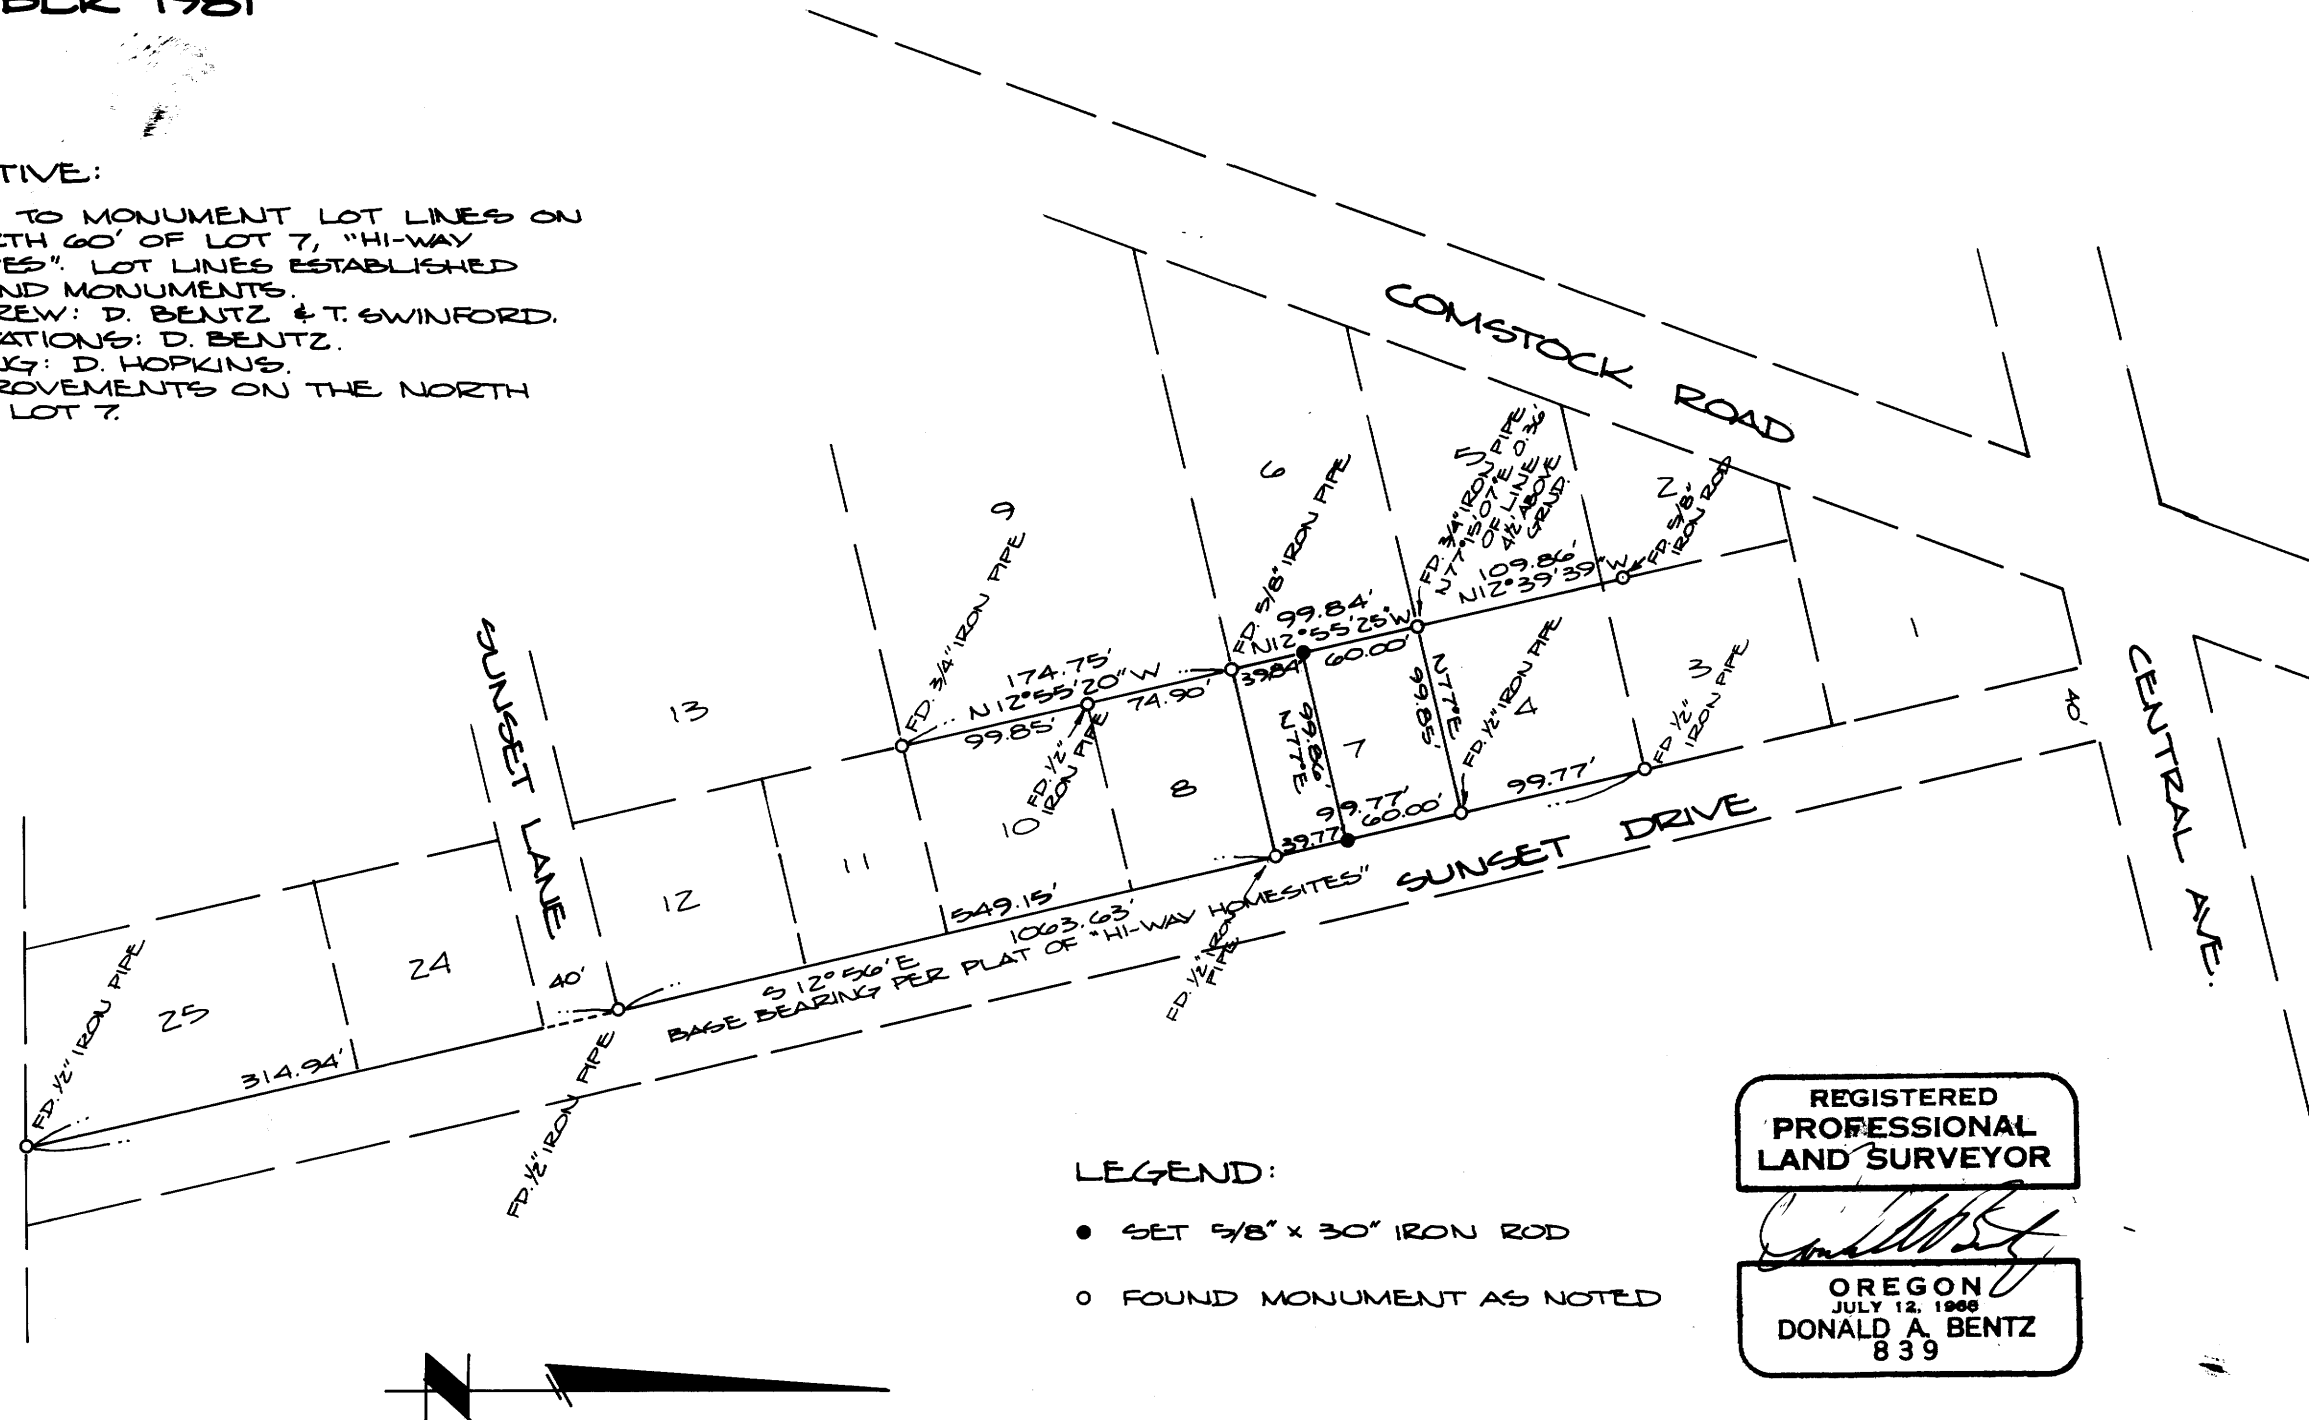 1981
TIVE:
TO MONUMENT LOT LINES ON
TH 60' OF LOT 7, "HI-WAY
ES". LOT LINES ESTABLISHED
ND MONUMENTS.
REW: D. BENTZ & T. SWINFORD.
ATIONS: D. BENTZ.
NG: D. HOPKINS.
ROVEMENTS ON THE NORTH
LOT 7.
COMSTOCK ROAD
SUNSET LANE
SUNSET DRIVE
CENTRAL AVE.
40'
40'
9
6
5
2
1
3
4
7
8
10
11
12
13
24
25
FD. 3/4" IRON PIPE
FD. 5/8" IRON PIPE
FD. 3/4" IRON PIPE
N77°15'07"E 0.36'
OF LINE
4½' ABOVE
GRND.
FD. 5/8"
IRON ROD
109.86'
N12°39'39"W
99.84'
N12°55'25"W
39.84'
60.00'
174.75'
N12°55'20"W
99.85'
74.90'
FD. 1/2"
IRON PIPE
N77°E
99.85'
99.86'
N77°E
FD. 1/2" IRON PIPE
FD 1/2"
IRON PIPE
99.77'
99.77'
60.00'
39.77'
549.15'
1063.63'
S 12°56'E
BASE BEARING PER PLAT OF "HI-WAY HOMESITES"
FD. 1/2" IRON
PIPE
314.94'
FD. 1/2" IRON PIPE
FD. 1/2" IRON PIPE
LEGEND:
SET 5/8" x 30" IRON ROD
FOUND MONUMENT AS NOTED
N
REGISTERED
PROFESSIONAL
LAND SURVEYOR
OREGON
JULY 12, 1966
DONALD A. BENTZ
839